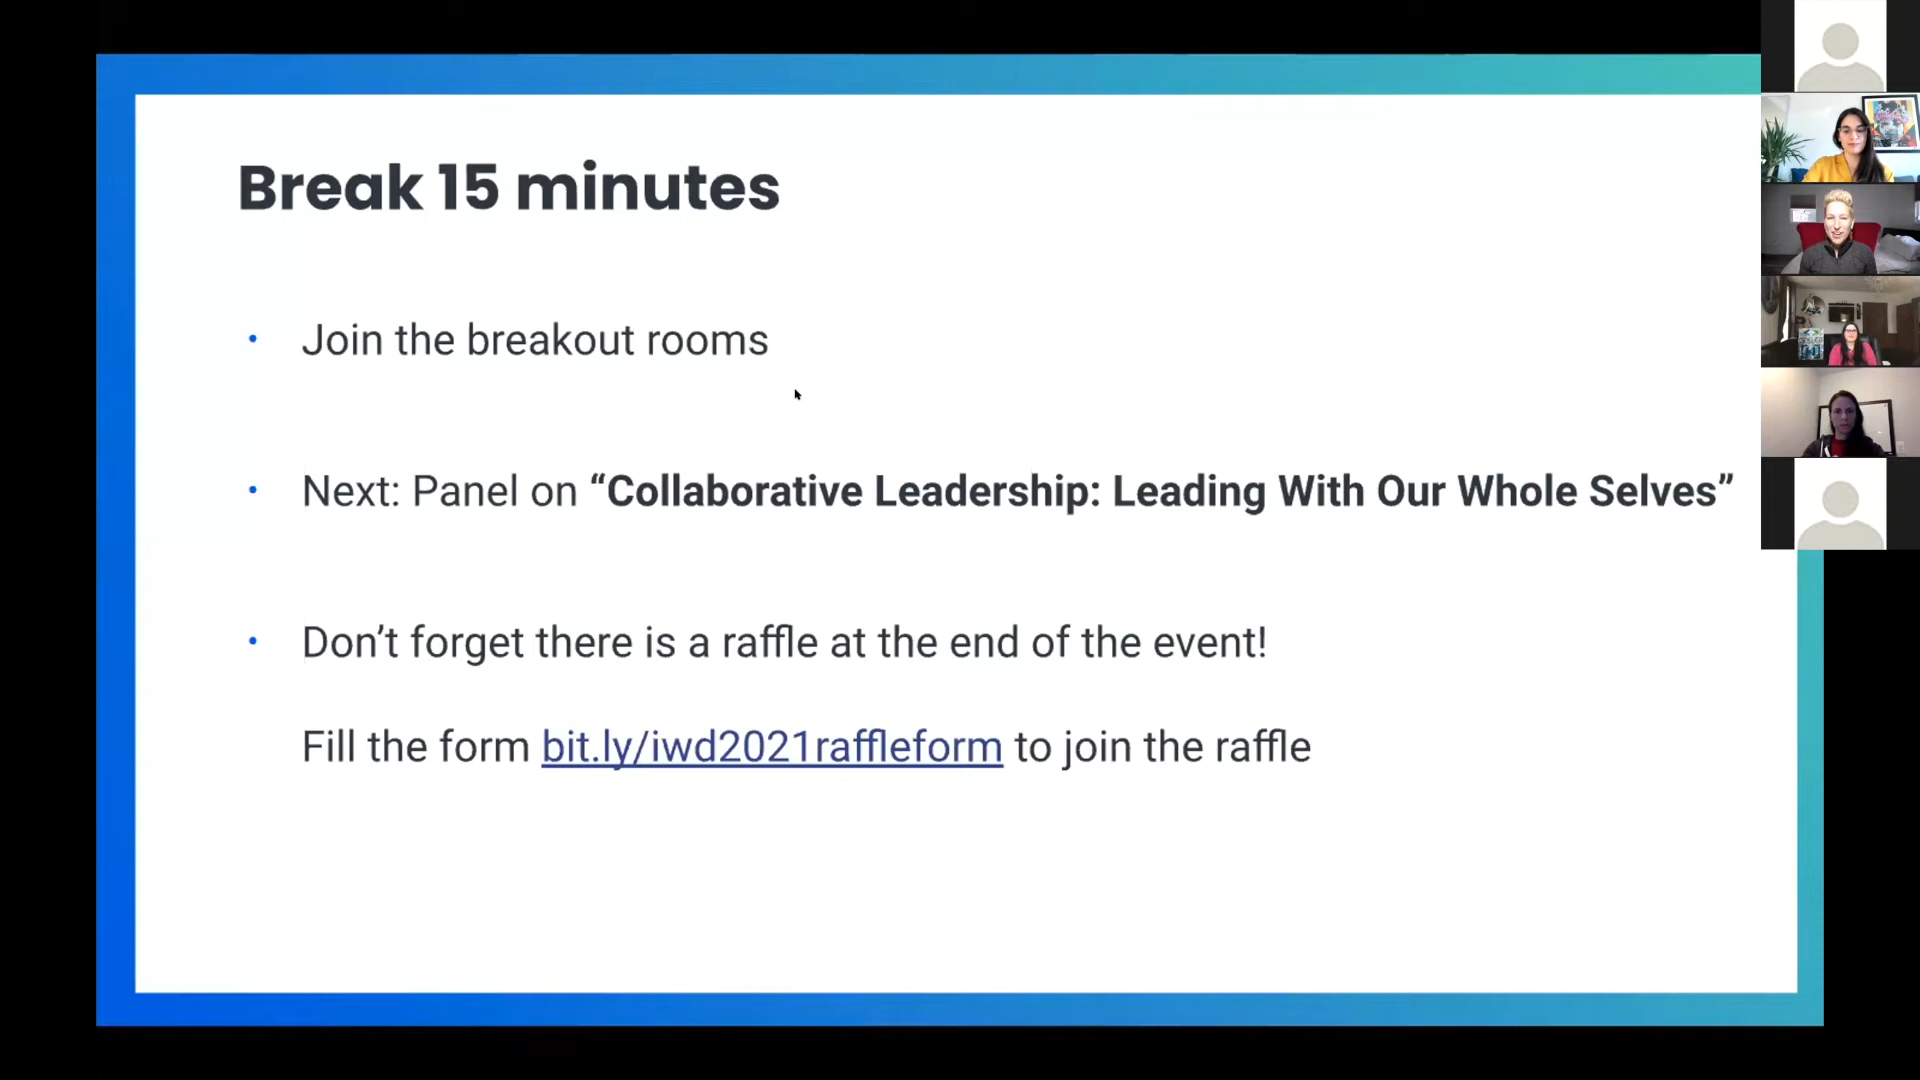 Break 15 minutes
• Join the breakout rooms
• Next: Panel on “Collaborative Leadership: Leading With Our Whole Selves”
• Don’t forget there is a raffle at the end of the event!
Fill the form bit.ly/iwd2021raffleform to join the raffle